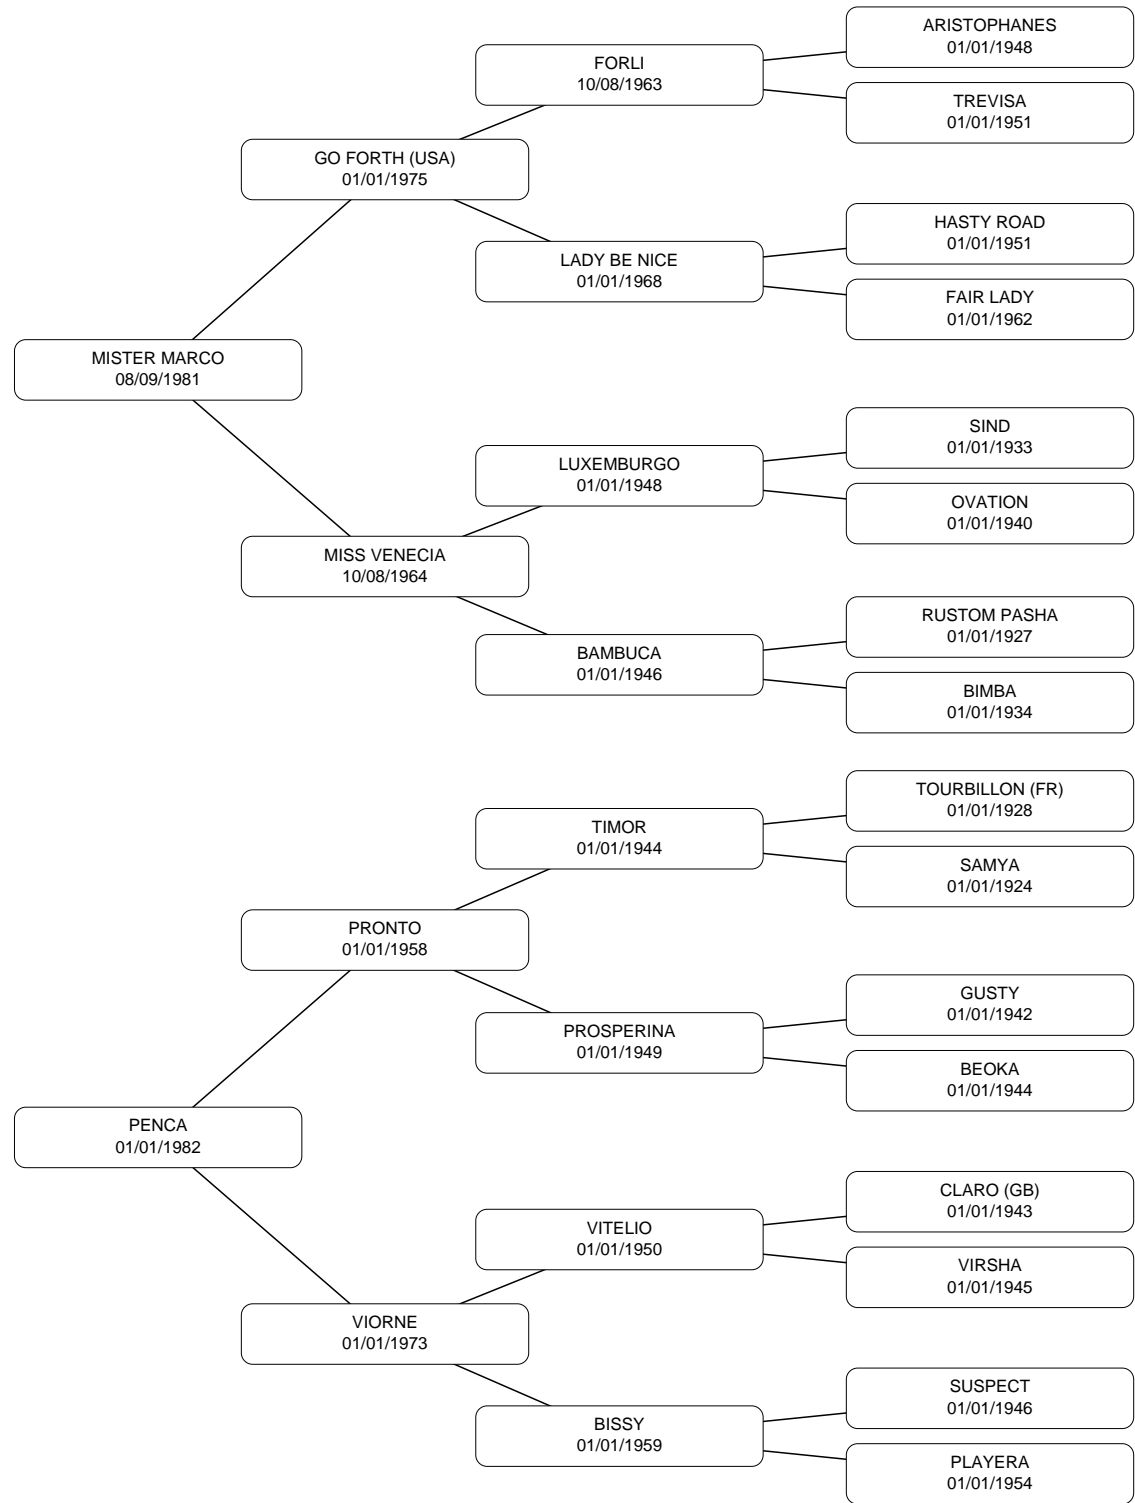 ARISTOPHANES
01/01/1948
FORLI
10/08/1963
TREVISA
01/01/1951
GO FORTH (USA)
01/01/1975
HASTY ROAD
01/01/1951
LADY BE NICE
01/01/1968
FAIR LADY
01/01/1962
MISTER MARCO
08/09/1981
SIND
01/01/1933
LUXEMBURGO
01/01/1948
OVATION
01/01/1940
MISS VENECIA
10/08/1964
RUSTOM PASHA
01/01/1927
BAMBUCA
01/01/1946
BIMBA
01/01/1934
TOURBILLON (FR)
01/01/1928
TIMOR
01/01/1944
SAMYA
01/01/1924
PRONTO
01/01/1958
GUSTY
01/01/1942
PROSPERINA
01/01/1949
BEOKA
01/01/1944
PENCA
01/01/1982
CLARO (GB)
01/01/1943
VITELIO
01/01/1950
VIRSHA
01/01/1945
VIORNE
01/01/1973
SUSPECT
01/01/1946
BISSY
01/01/1959
PLAYERA
01/01/1954